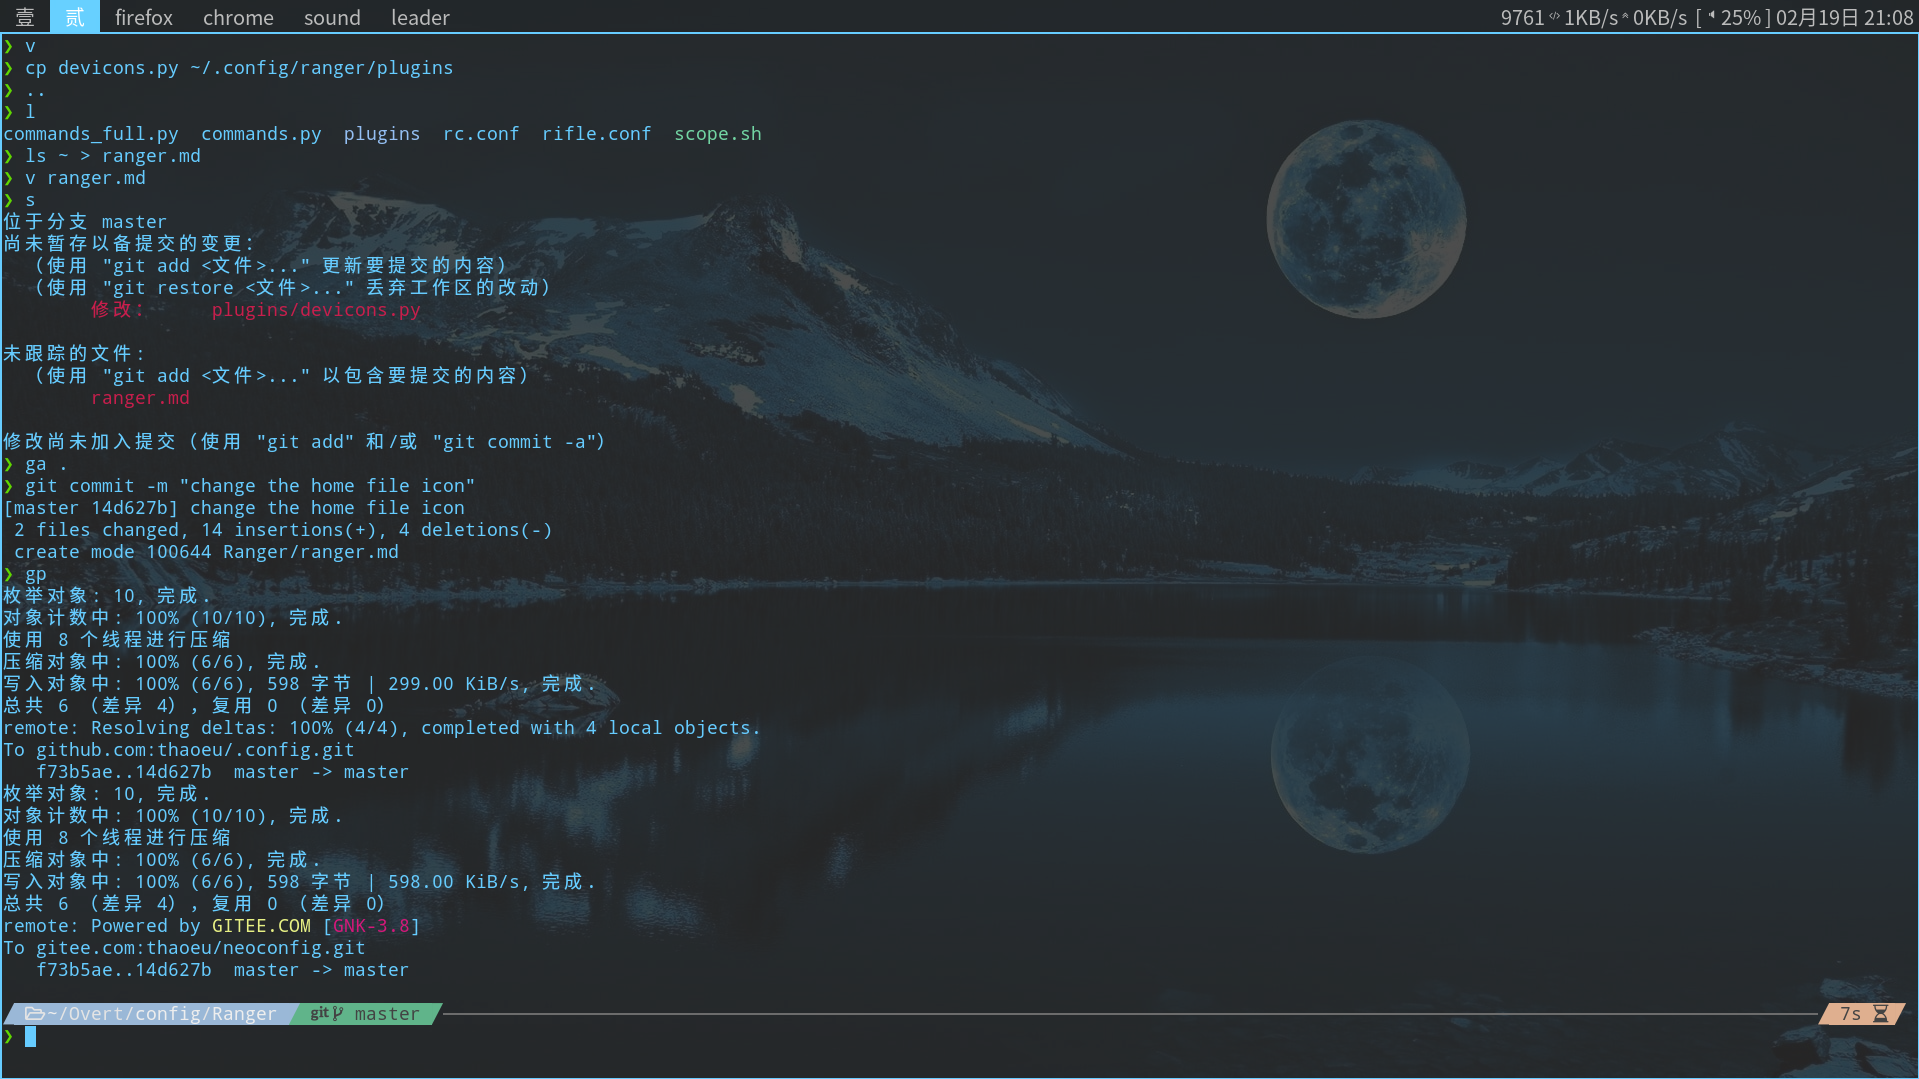 壹 贰 firefox chrome sound leader 9761 1KB/s 0KB/s [ 25% ] 02月19日 21:08
❯ v
❯ cp devicons.py ~/.config/ranger/plugins
❯ ..
❯ l
commands_full.py commands.py plugins rc.conf rifle.conf scope.sh
❯ ls ~ > ranger.md
❯ v ranger.md
❯ s
位于分支 master
尚未暂存以备提交的变更：
（使用 "git add <文件>..." 更新要提交的内容）
（使用 "git restore <文件>..." 丢弃工作区的改动）
修改： plugins/devicons.py
未跟踪的文件:
（使用 "git add <文件>..." 以包含要提交的内容）
ranger.md
修改尚未加入提交（使用 "git add" 和/或 "git commit -a"）
❯ ga .
❯ git commit -m "change the home file icon"
[master 14d627b] change the home file icon
2 files changed, 14 insertions(+), 4 deletions(-)
create mode 100644 Ranger/ranger.md
❯ gp
枚举对象: 10, 完成.
对象计数中: 100% (10/10), 完成.
使用 8 个线程进行压缩
压缩对象中: 100% (6/6), 完成.
写入对象中: 100% (6/6), 598 字节 | 299.00 KiB/s, 完成.
总共 6 （差异 4），复用 0 （差异 0）
remote: Resolving deltas: 100% (4/4), completed with 4 local objects.
To github.com:thaoeu/.config.git
f73b5ae..14d627b master -> master
枚举对象: 10, 完成.
对象计数中: 100% (10/10), 完成.
使用 8 个线程进行压缩
压缩对象中: 100% (6/6), 完成.
写入对象中: 100% (6/6), 598 字节 | 598.00 KiB/s, 完成.
总共 6 （差异 4），复用 0 （差异 0）
remote: Powered by GITEE.COM [GNK-3.8]
To gitee.com:thaoeu/neoconfig.git
f73b5ae..14d627b master -> master
~/Overt/config/Ranger git master 7s
❯